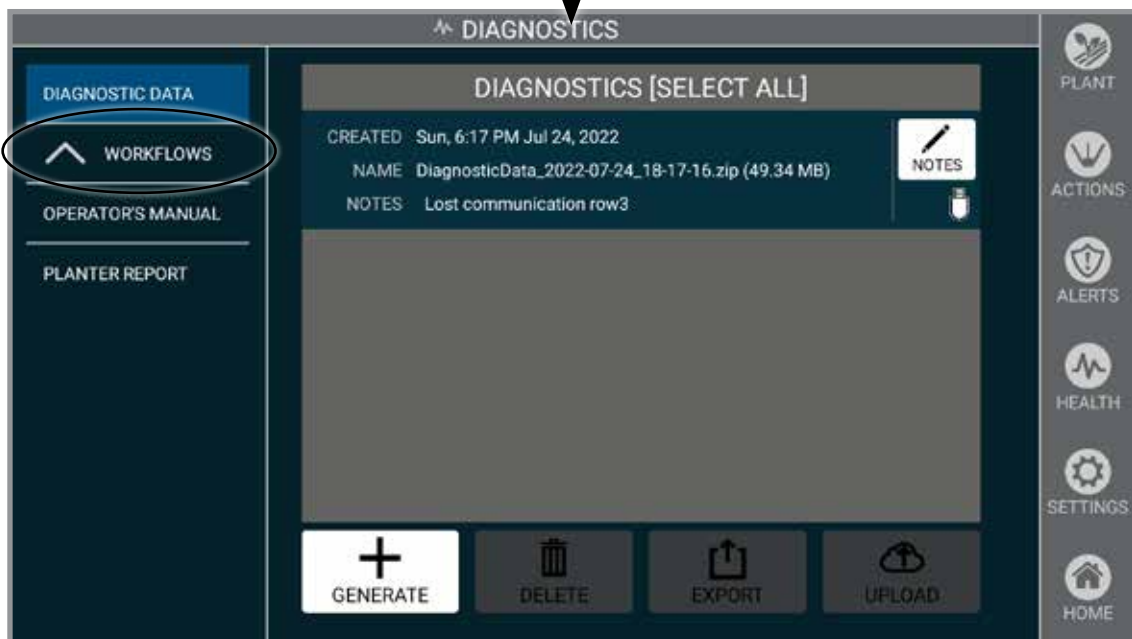 DIAGNOSTICS
DIAGNOSTIC DATA
WORKFLOWS
OPERATOR'S MANUAL
PLANTER REPORT
DIAGNOSTICS [SELECT ALL]
CREATED Sun, 6:17 PM Jul 24, 2022
NAME DiagnosticData_2022-07-24_18-17-16.zip (49.34 MB)
NOTES Lost communication row3
NOTES
GENERATE
DELETE
EXPORT
UPLOAD
PLANT
ACTIONS
ALERTS
HEALTH
SETTINGS
HOME